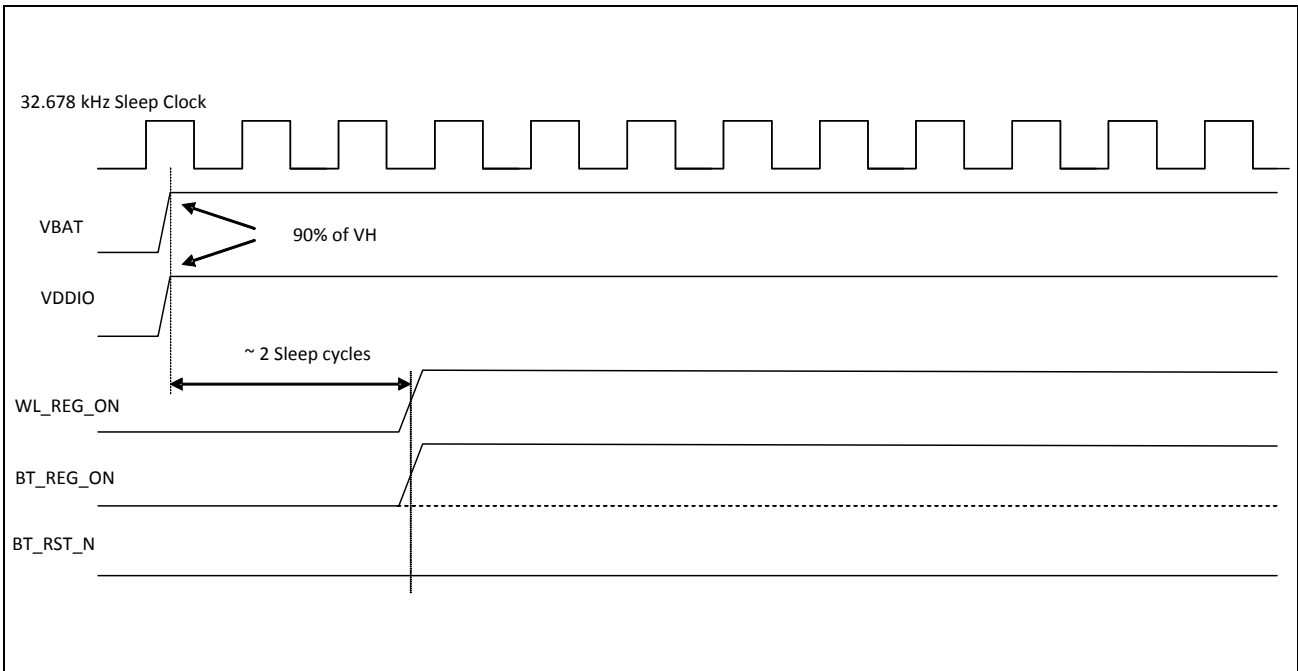 32.678 kHz Sleep Clock
VBAT
90% of VH
VDDIO
~ 2 Sleep cycles
WL_REG_ON
BT_REG_ON
BT_RST_N